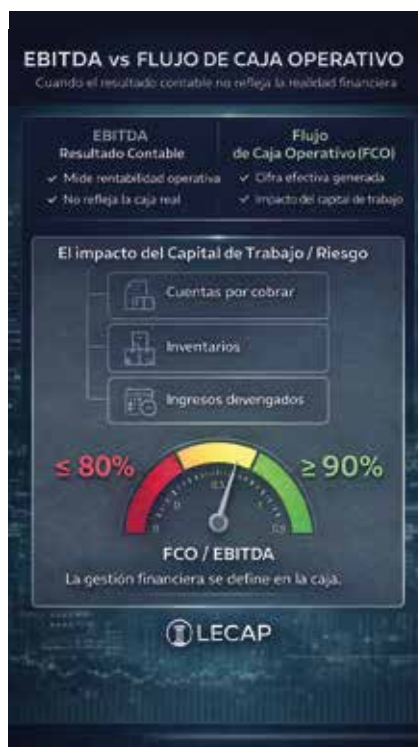 EBITDA vs FLUJO DE CAJA OPERATIVO
Cuando el resultado contable no refleja la realidad financiera
EBITDA
Resultado Contable
✓ Mide rentabilidad operativa
✓ No refleja la caja real
Flujo
de Caja Operativo (FCO)
✓ Cifra efectiva generada
✓ Impacto del capital de trabajo
El impacto del Capital de Trabajo / Riesgo
Cuentas por cobrar
Inventarios
Ingresos devengados
≤ 80%
≥ 90%
FCO / EBITDA
La gestión financiera se define en la caja.
LECAP